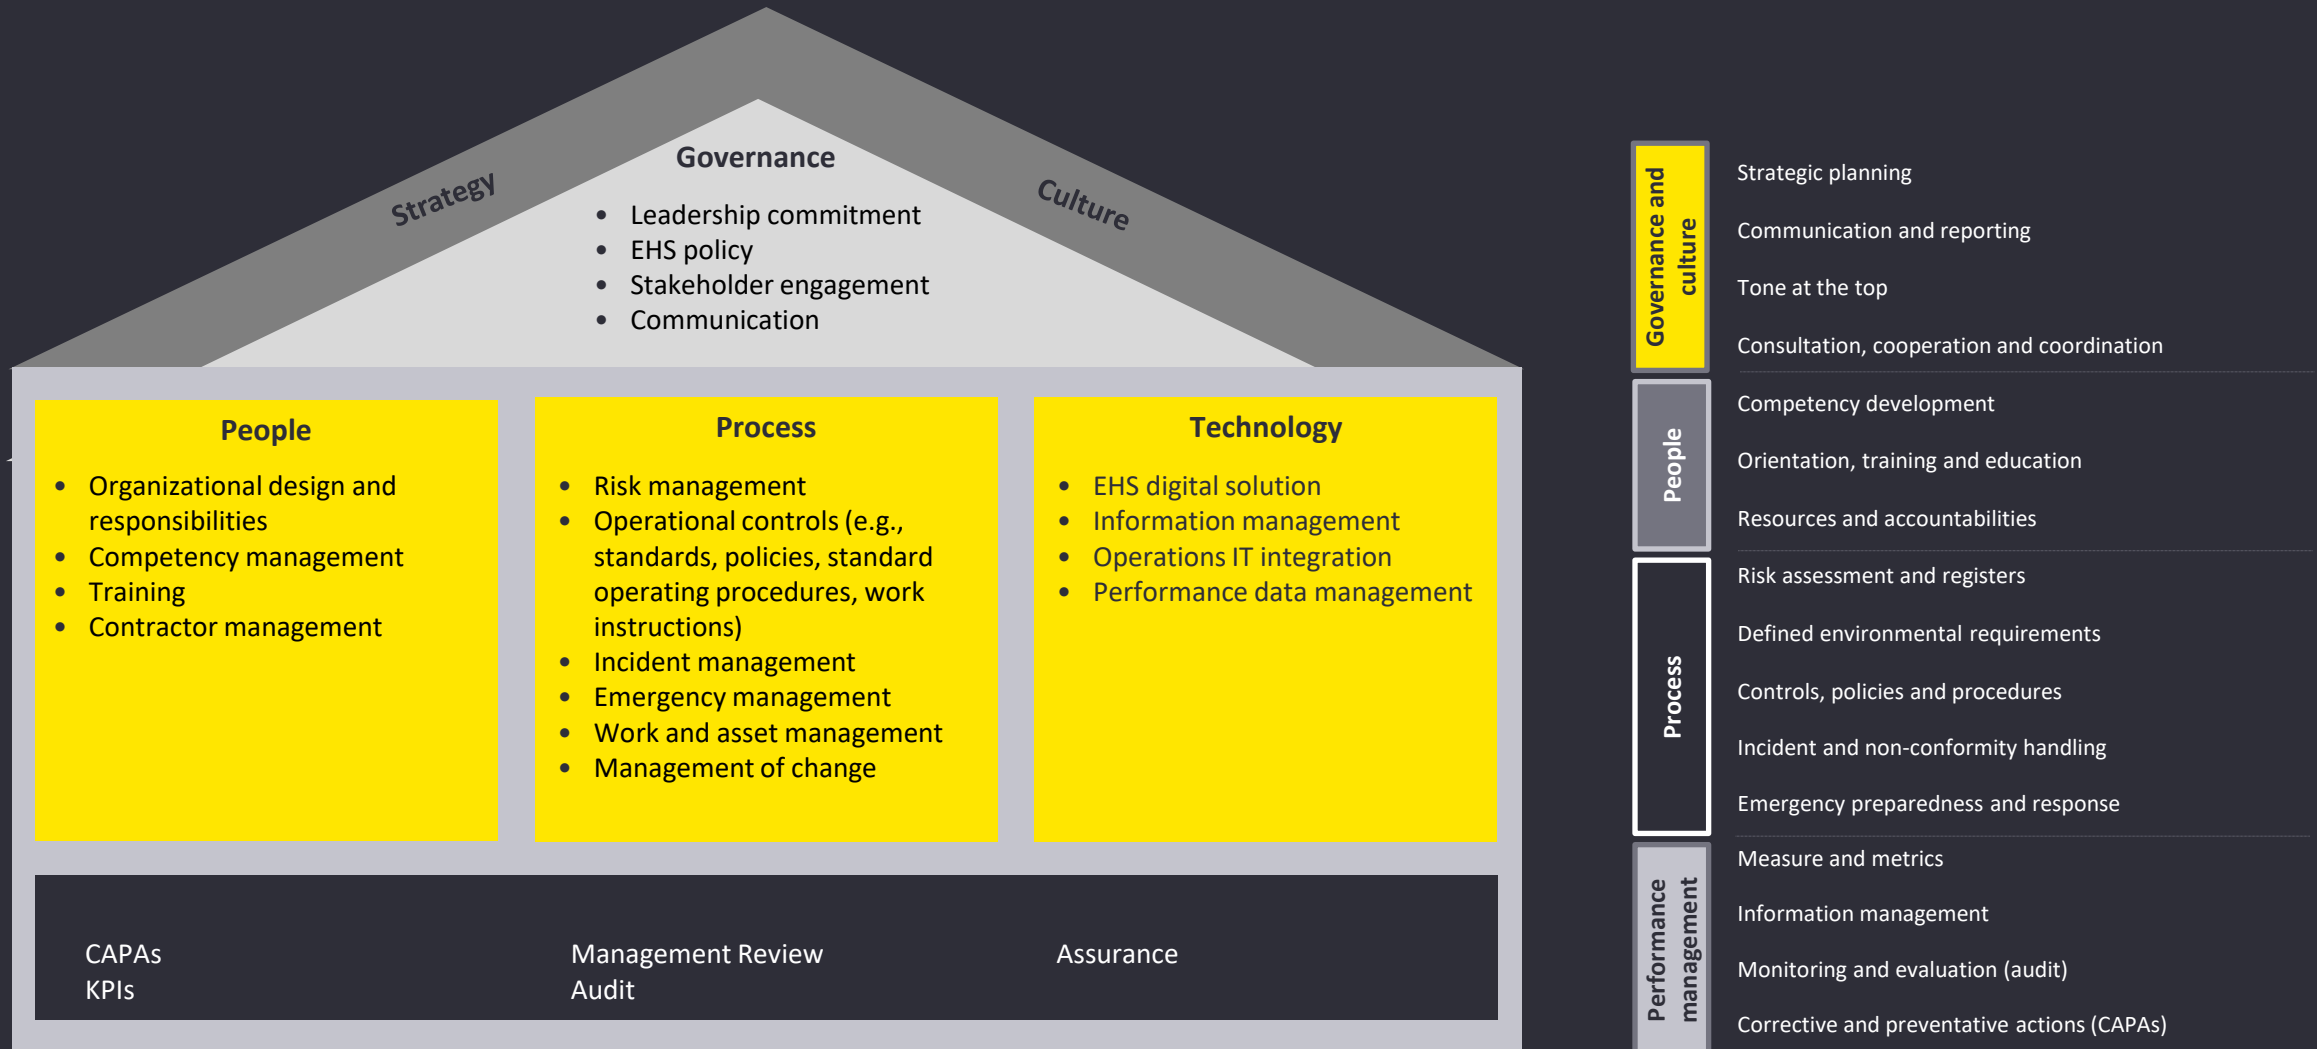 Strategy
Culture
Governance
• Leadership commitment
• EHS policy
• Stakeholder engagement
• Communication
People
• Organizational design and
responsibilities
• Competency management
• Training
• Contractor management
Process
• Risk management
• Operational controls (e.g.,
standards, policies, standard
operating procedures, work
instructions)
• Incident management
• Emergency management
• Work and asset management
• Management of change
Technology
• EHS digital solution
• Information management
• Operations IT integration
• Performance data management
CAPAs
KPIs
Management Review
Audit
Assurance
Governance and
culture
Strategic planning
Communication and reporting
Tone at the top
Consultation, cooperation and coordination
People
Competency development
Orientation, training and education
Resources and accountabilities
Process
Risk assessment and registers
Defined environmental requirements
Controls, policies and procedures
Incident and non-conformity handling
Emergency preparedness and response
Performance
management
Measure and metrics
Information management
Monitoring and evaluation (audit)
Corrective and preventative actions (CAPAs)